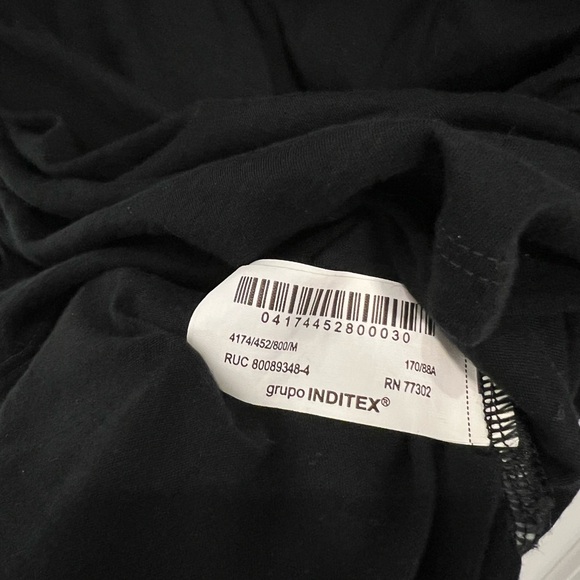 04174452800030
4174/452/800/M 170/88A
RUC 80089348-4 RN 77302
grupo INDITEX®